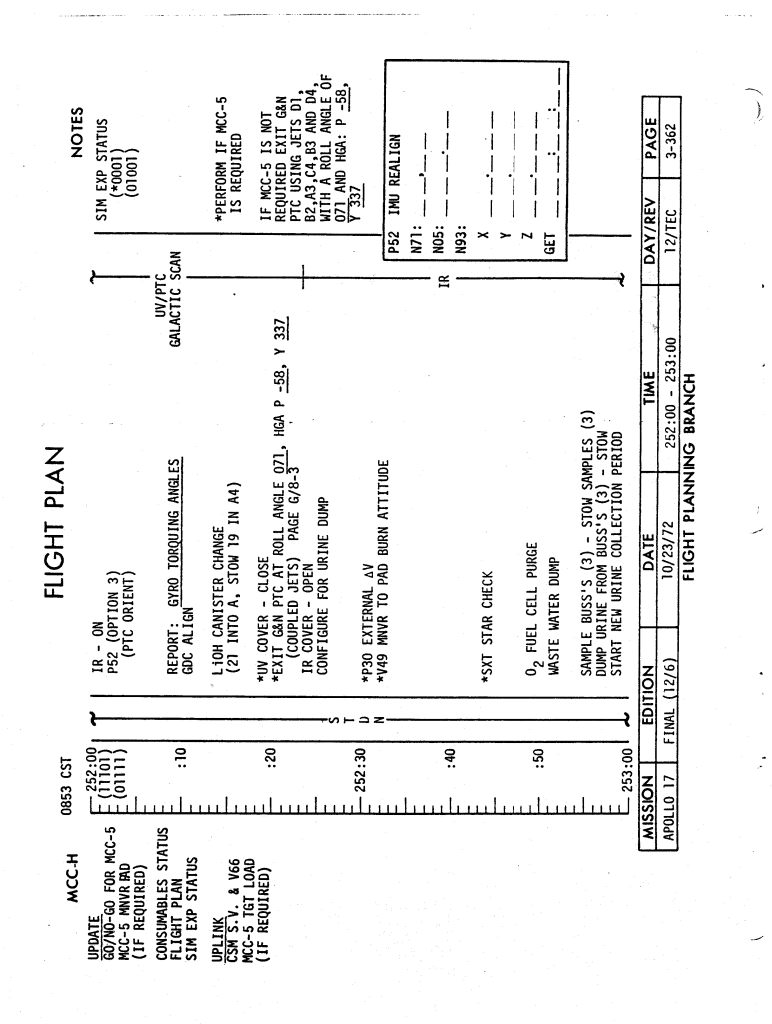 FLIGHT PLAN
MCC-H
0853 CST
NOTES
UPDATE
GO/NO-GO FOR MCC-5
MCC-5 MNVR PAD
(IF REQUIRED)
CONSUMABLES STATUS
FLIGHT PLAN
SIM EXP STATUS
UPLINK
CSM S.V. & V66
MCC-5 TGT LOAD
(IF REQUIRED)
252:00
(11101)
(01111)
:10
:20
252:30
:40
:50
253:00
S
T
D
N
IR - ON
P52 (OPTION 3)
(PTC ORIENT)
REPORT: GYRO TORQUING ANGLES
GDC ALIGN
LiOH CANISTER CHANGE
(21 INTO A, STOW 19 IN A4)
*UV COVER - CLOSE
*EXIT G&N PTC AT ROLL ANGLE 071, HGA P -58, Y 337
(COUPLED JETS) PAGE G/8-3
IR COVER - OPEN
CONFIGURE FOR URINE DUMP
*P30 EXTERNAL ΔV
*V49 MNVR TO PAD BURN ATTITUDE
*SXT STAR CHECK
O2 FUEL CELL PURGE
WASTE WATER DUMP
SAMPLE BUSS'S (3) - STOW SAMPLES (3)
DUMP URINE FROM BUSS'S (3) - STOW
START NEW URINE COLLECTION PERIOD
UV/PTC
GALACTIC SCAN
IR
SIM EXP STATUS
(*0001)
(01001)
*PERFORM IF MCC-5
IS REQUIRED
IF MCC-5 IS NOT
REQUIRED EXIT G&N
PTC USING JETS D1,
B2,A3,C4,B3 AND D4,
WITH A ROLL ANGLE OF
071 AND HGA: P -58,
Y 337
P52 IMU REALIGN
N71: ___,___
N05: ___.___
N93:
X ___.___
Y ___.___
Z ___.___
GET ___:___:___
MISSION EDITION DATE TIME DAY/REV PAGE
APOLLO 17 FINAL (12/6) 10/23/72 252:00 - 253:00 12/TEC 3-362
FLIGHT PLANNING BRANCH